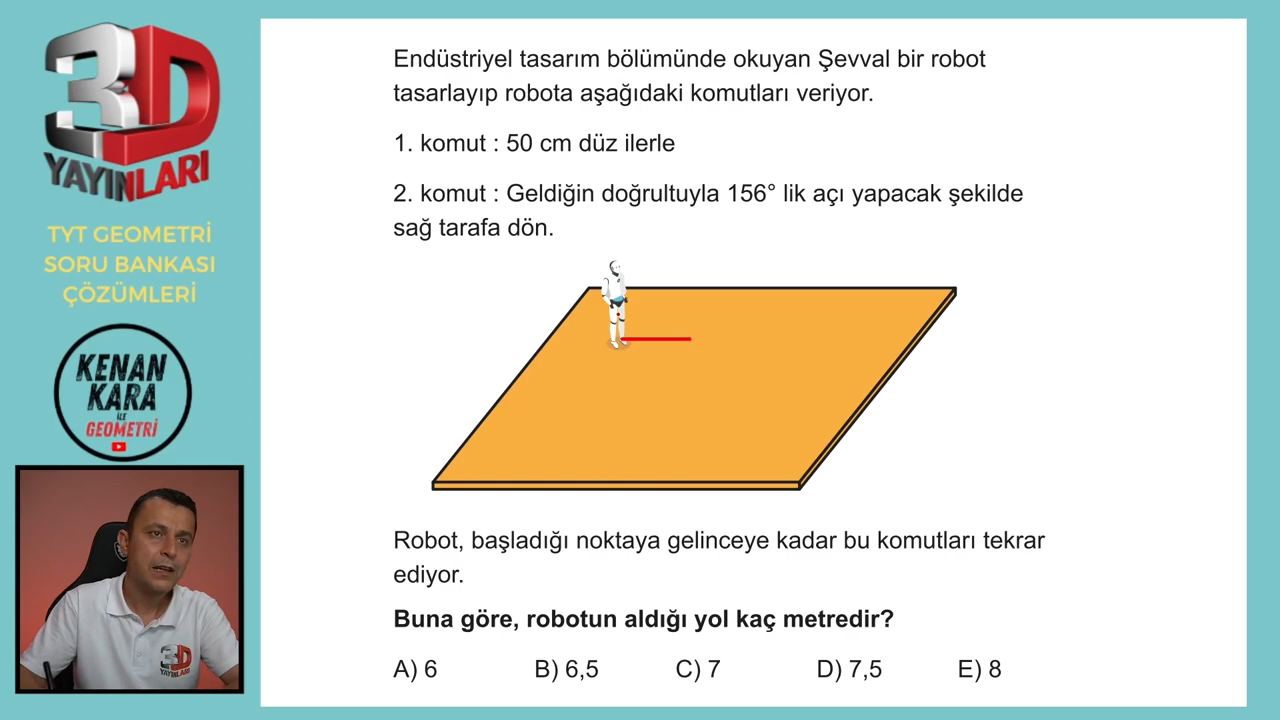 3D
YAYINLARI
TYT GEOMETRİ
SORU BANKASI
ÇÖZÜMLERİ
KENAN
KARA
İLE
GEOMETRİ
3D
YAYINLARI
Endüstriyel tasarım bölümünde okuyan Şevval bir robot
tasarlayıp robota aşağıdaki komutları veriyor.
1. komut : 50 cm düz ilerle
2. komut : Geldiğin doğrultuyla 156° lik açı yapacak şekilde
sağ tarafa dön.
Robot, başladığı noktaya gelinceye kadar bu komutları tekrar
ediyor.
Buna göre, robotun aldığı yol kaç metredir?
A) 6 B) 6,5 C) 7 D) 7,5 E) 8